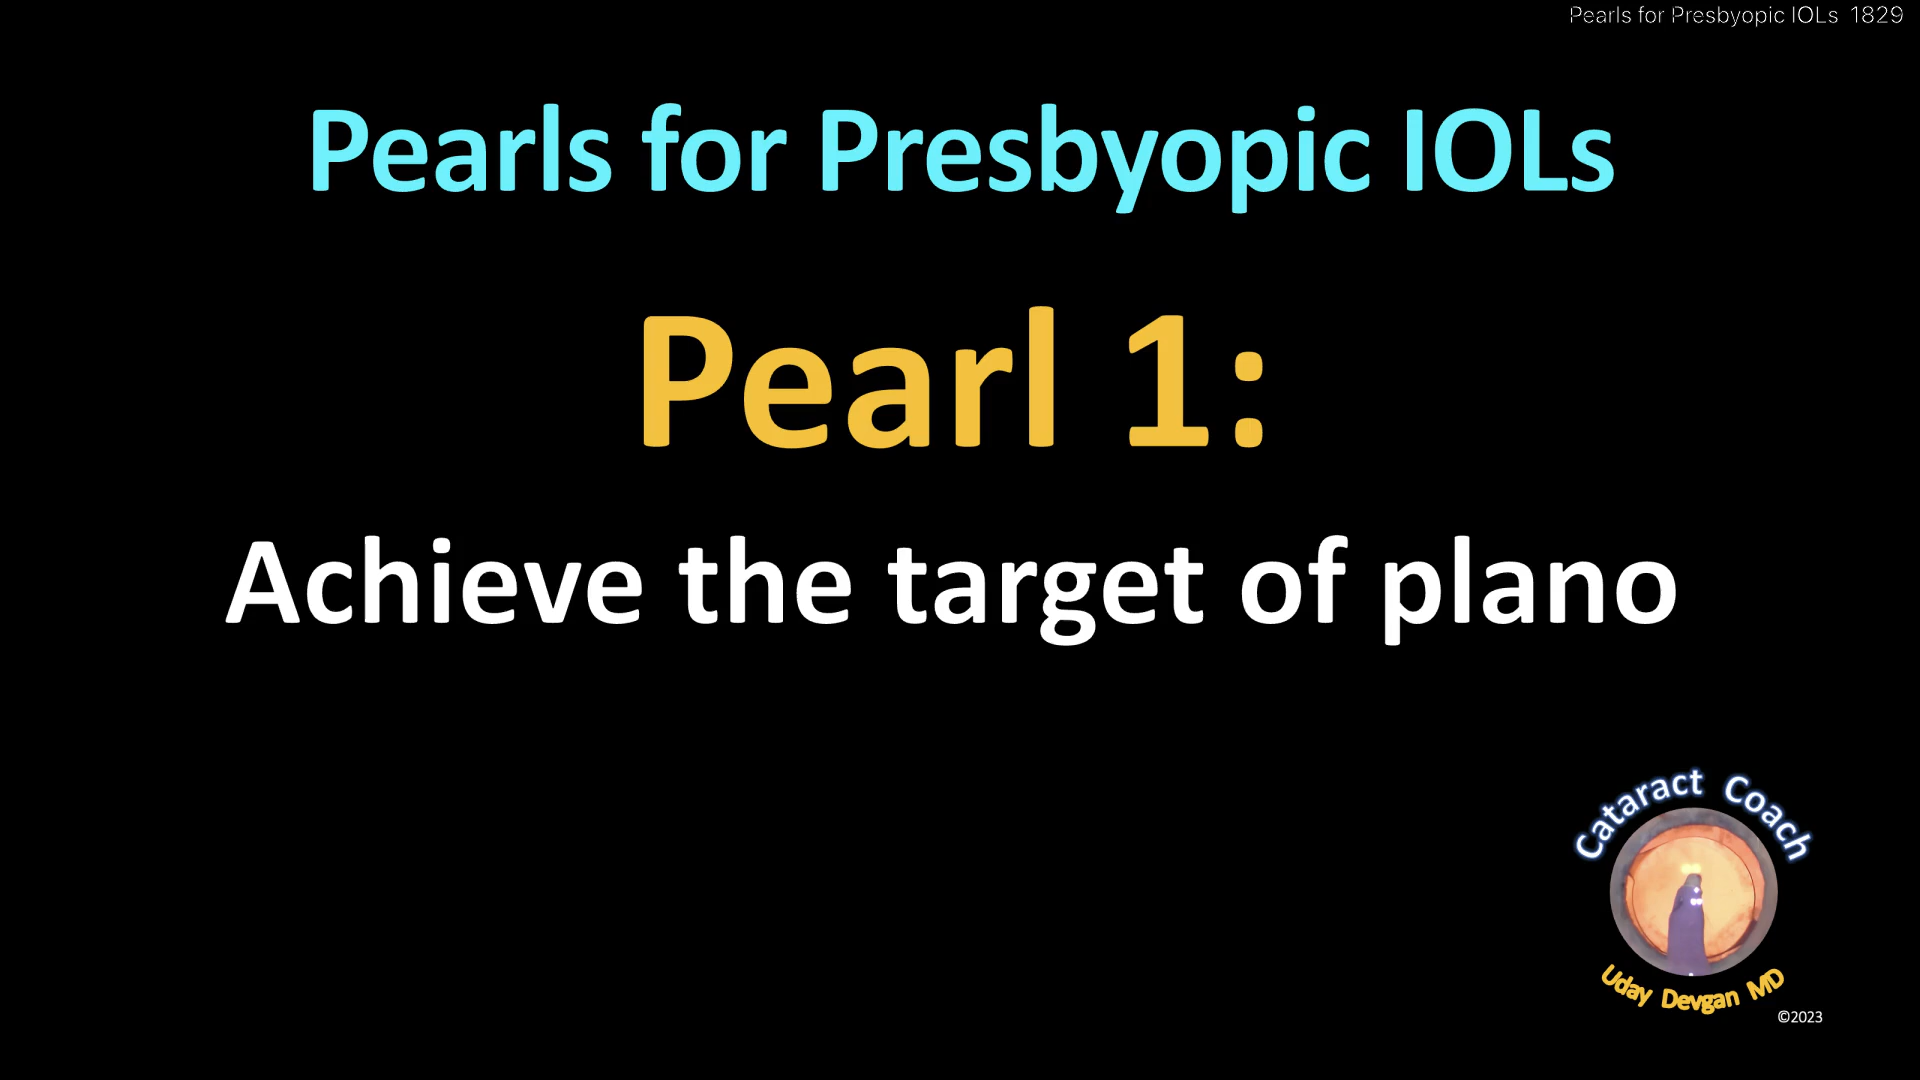 Pearls for Presbyopic IOLs 1829
Pearls for Presbyopic IOLs
Pearl 1:
Achieve the target of plano
Cataract Coach
Uday Devgan MD
©2023